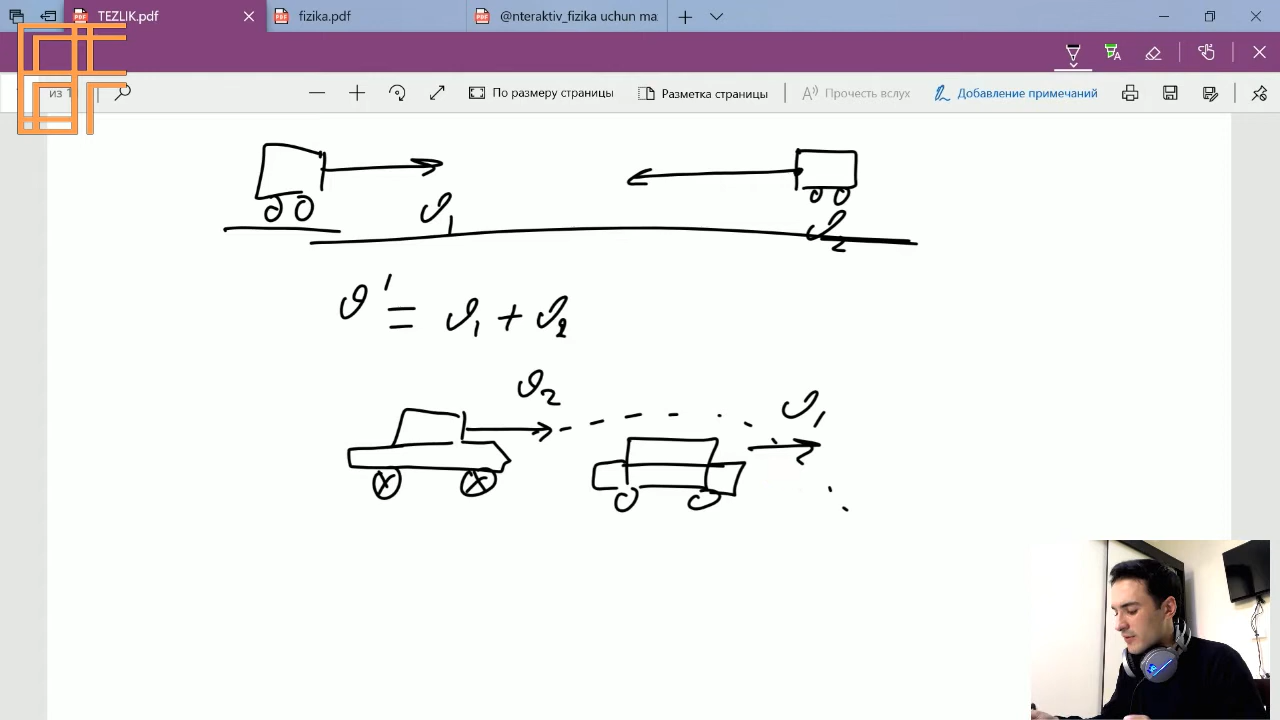 TEZLIK.pdf
fizika.pdf
@nteraktiv_fizika uchun ma
из 1
По размеру страницы
Разметка страницы
A Прочесть вслух
Добавление примечаний
ϑ₁
ϑ₂
ϑ' = ϑ₁ + ϑ₂
ϑ₂
ϑ₁